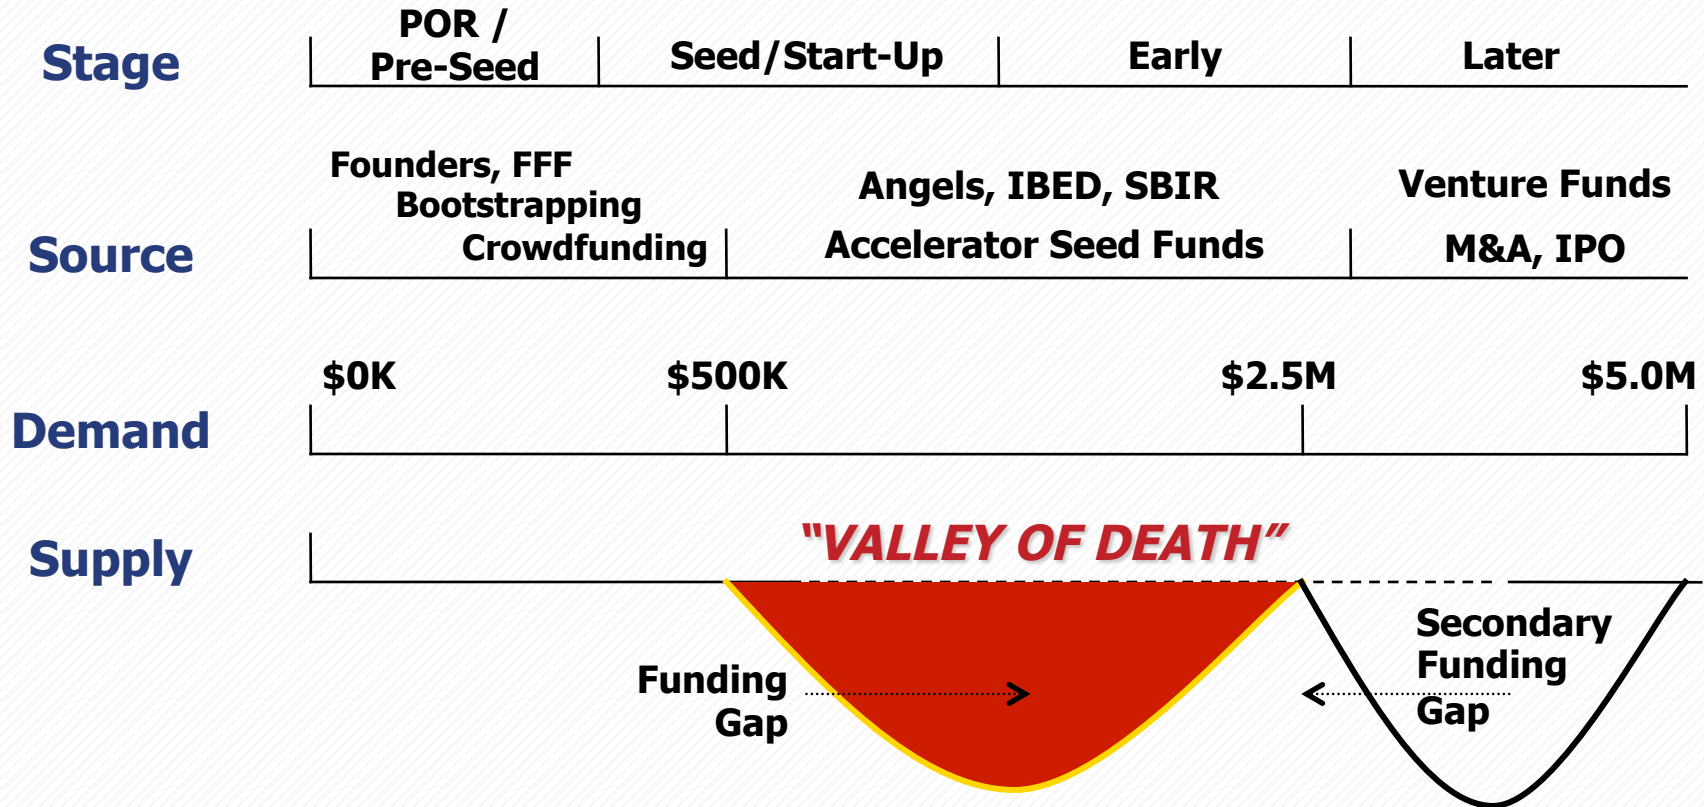 Stage
POR /
Pre-Seed
Seed/Start-Up
Early
Later
Source
Founders, FFF
Bootstrapping
Crowdfunding
Angels, IBED, SBIR
Accelerator Seed Funds
Venture Funds
M&A, IPO
Demand
$0K
$500K
$2.5M
$5.0M
Supply
“VALLEY OF DEATH”
Funding
Gap
Secondary
Funding
Gap